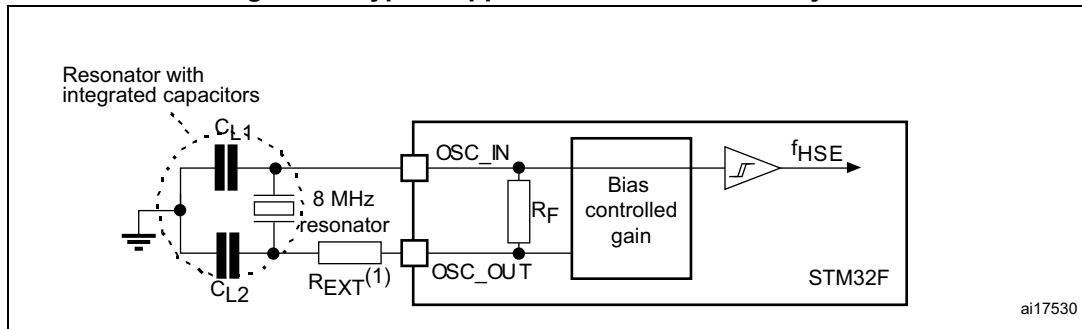 Resonator with
integrated capacitors
CL1
OSC_IN
fHSE
8 MHz
resonator
RF
Bias
controlled
gain
REXT(1)
OSC_OUT
STM32F
CL2
ai17530